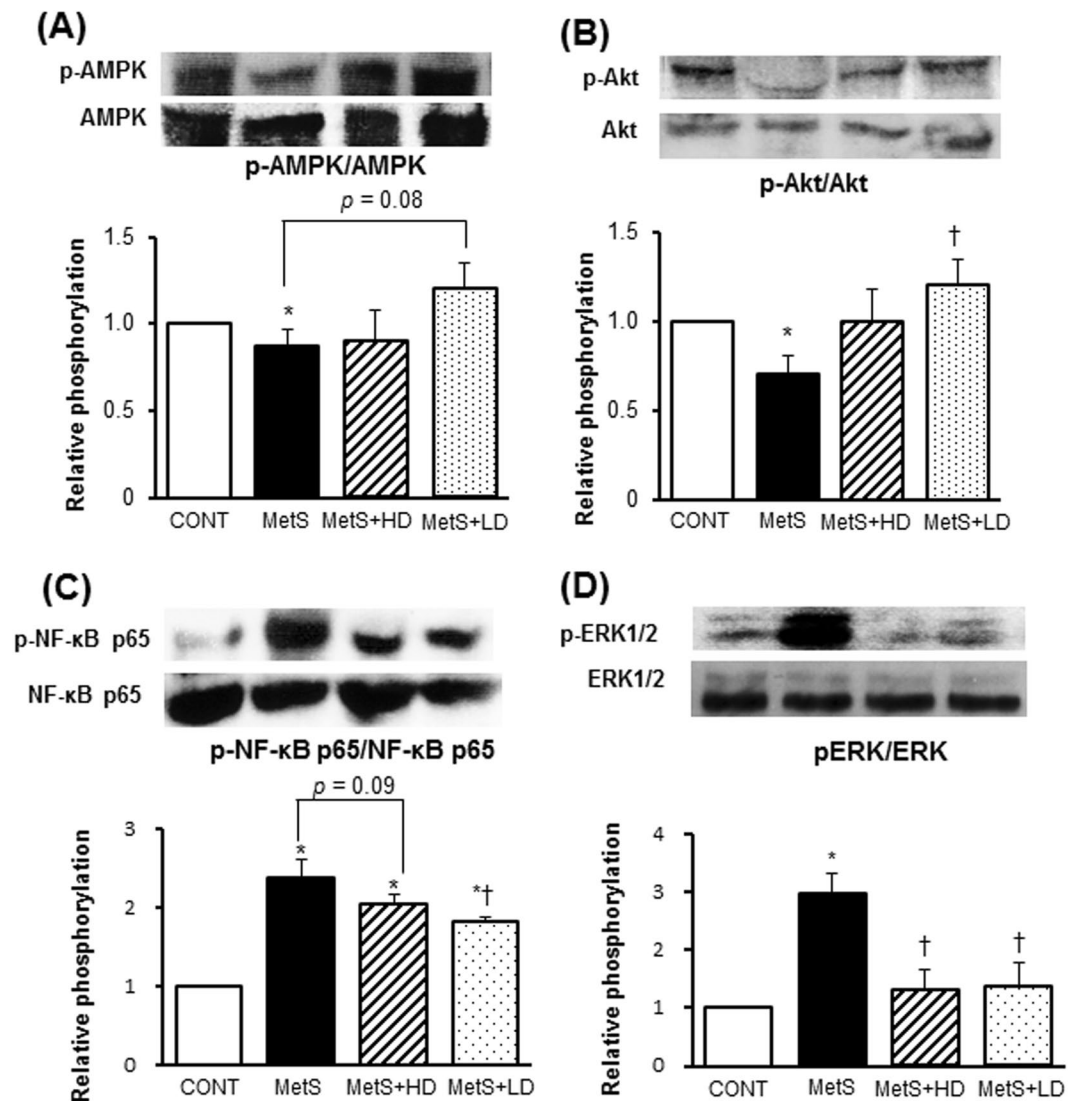 (A)
p-AMPK
AMPK
p-AMPK/AMPK
p = 0.08
Relative phosphorylation
1.5
1.0
0.5
0
*
CONT MetS MetS+HD MetS+LD
(B)
p-Akt
Akt
p-Akt/Akt
Relative phosphorylation
1.5
1.0
0.5
0
*
†
CONT MetS MetS+HD MetS+LD
(C)
p-NF-κB p65
NF-κB p65
p-NF-κB p65/NF-κB p65
p = 0.09
Relative phosphorylation
3
2
1
0
*
*
*†
CONT MetS MetS+HD MetS+LD
(D)
p-ERK1/2
ERK1/2
pERK/ERK
Relative phosphorylation
4
3
2
1
0
*
†
†
CONT MetS MetS+HD MetS+LD